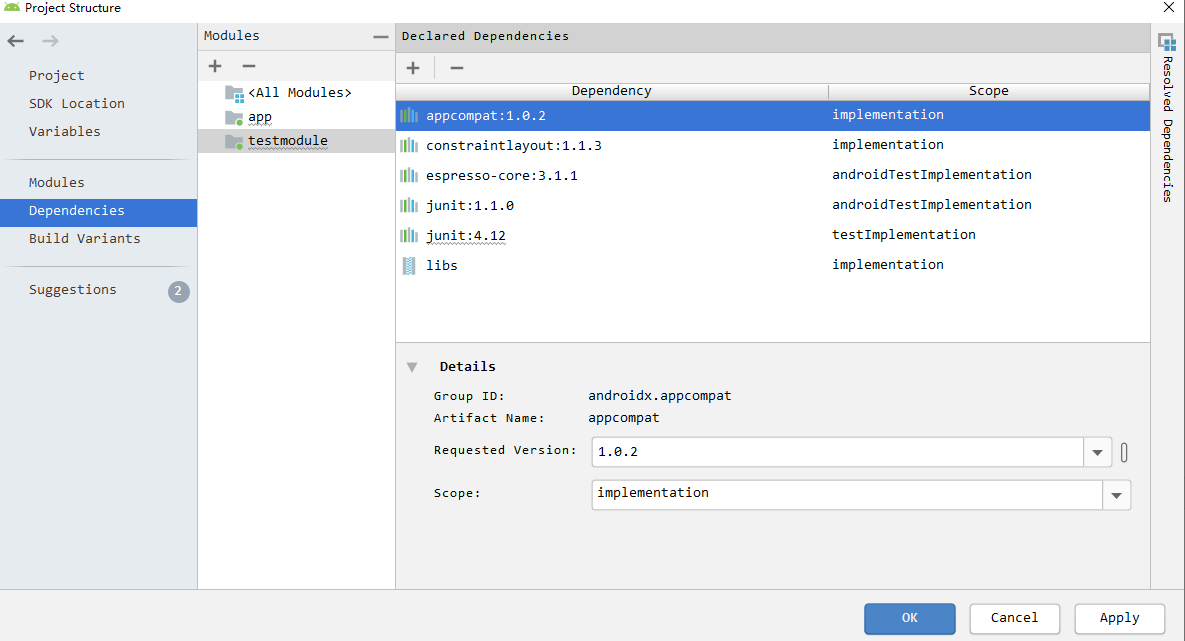 Project Structure
Project
SDK Location
Variables
Modules
Dependencies
Build Variants
Suggestions
2
Modules
<All Modules>
app
testmodule
Declared Dependencies
Dependency Scope
appcompat:1.0.2 implementation
constraintlayout:1.1.3 implementation
espresso-core:3.1.1 androidTestImplementation
junit:1.1.0 androidTestImplementation
junit:4.12 testImplementation
libs implementation
Details
Group ID: androidx.appcompat
Artifact Name: appcompat
Requested Version: 1.0.2
Scope: implementation
Resolved Dependencies
OK
Cancel
Apply